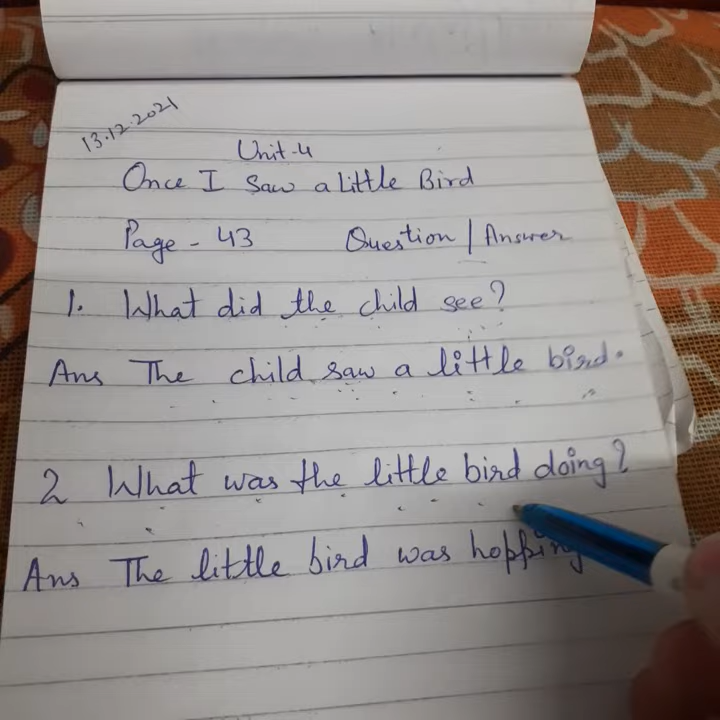 13.12.2021
Unit-4
Once I Saw a Little Bird
Page - 43 Question | Answer
1. What did the child see?
Ans The child saw a little bird.
2 What was the little bird doing?
Ans The little bird was hopping